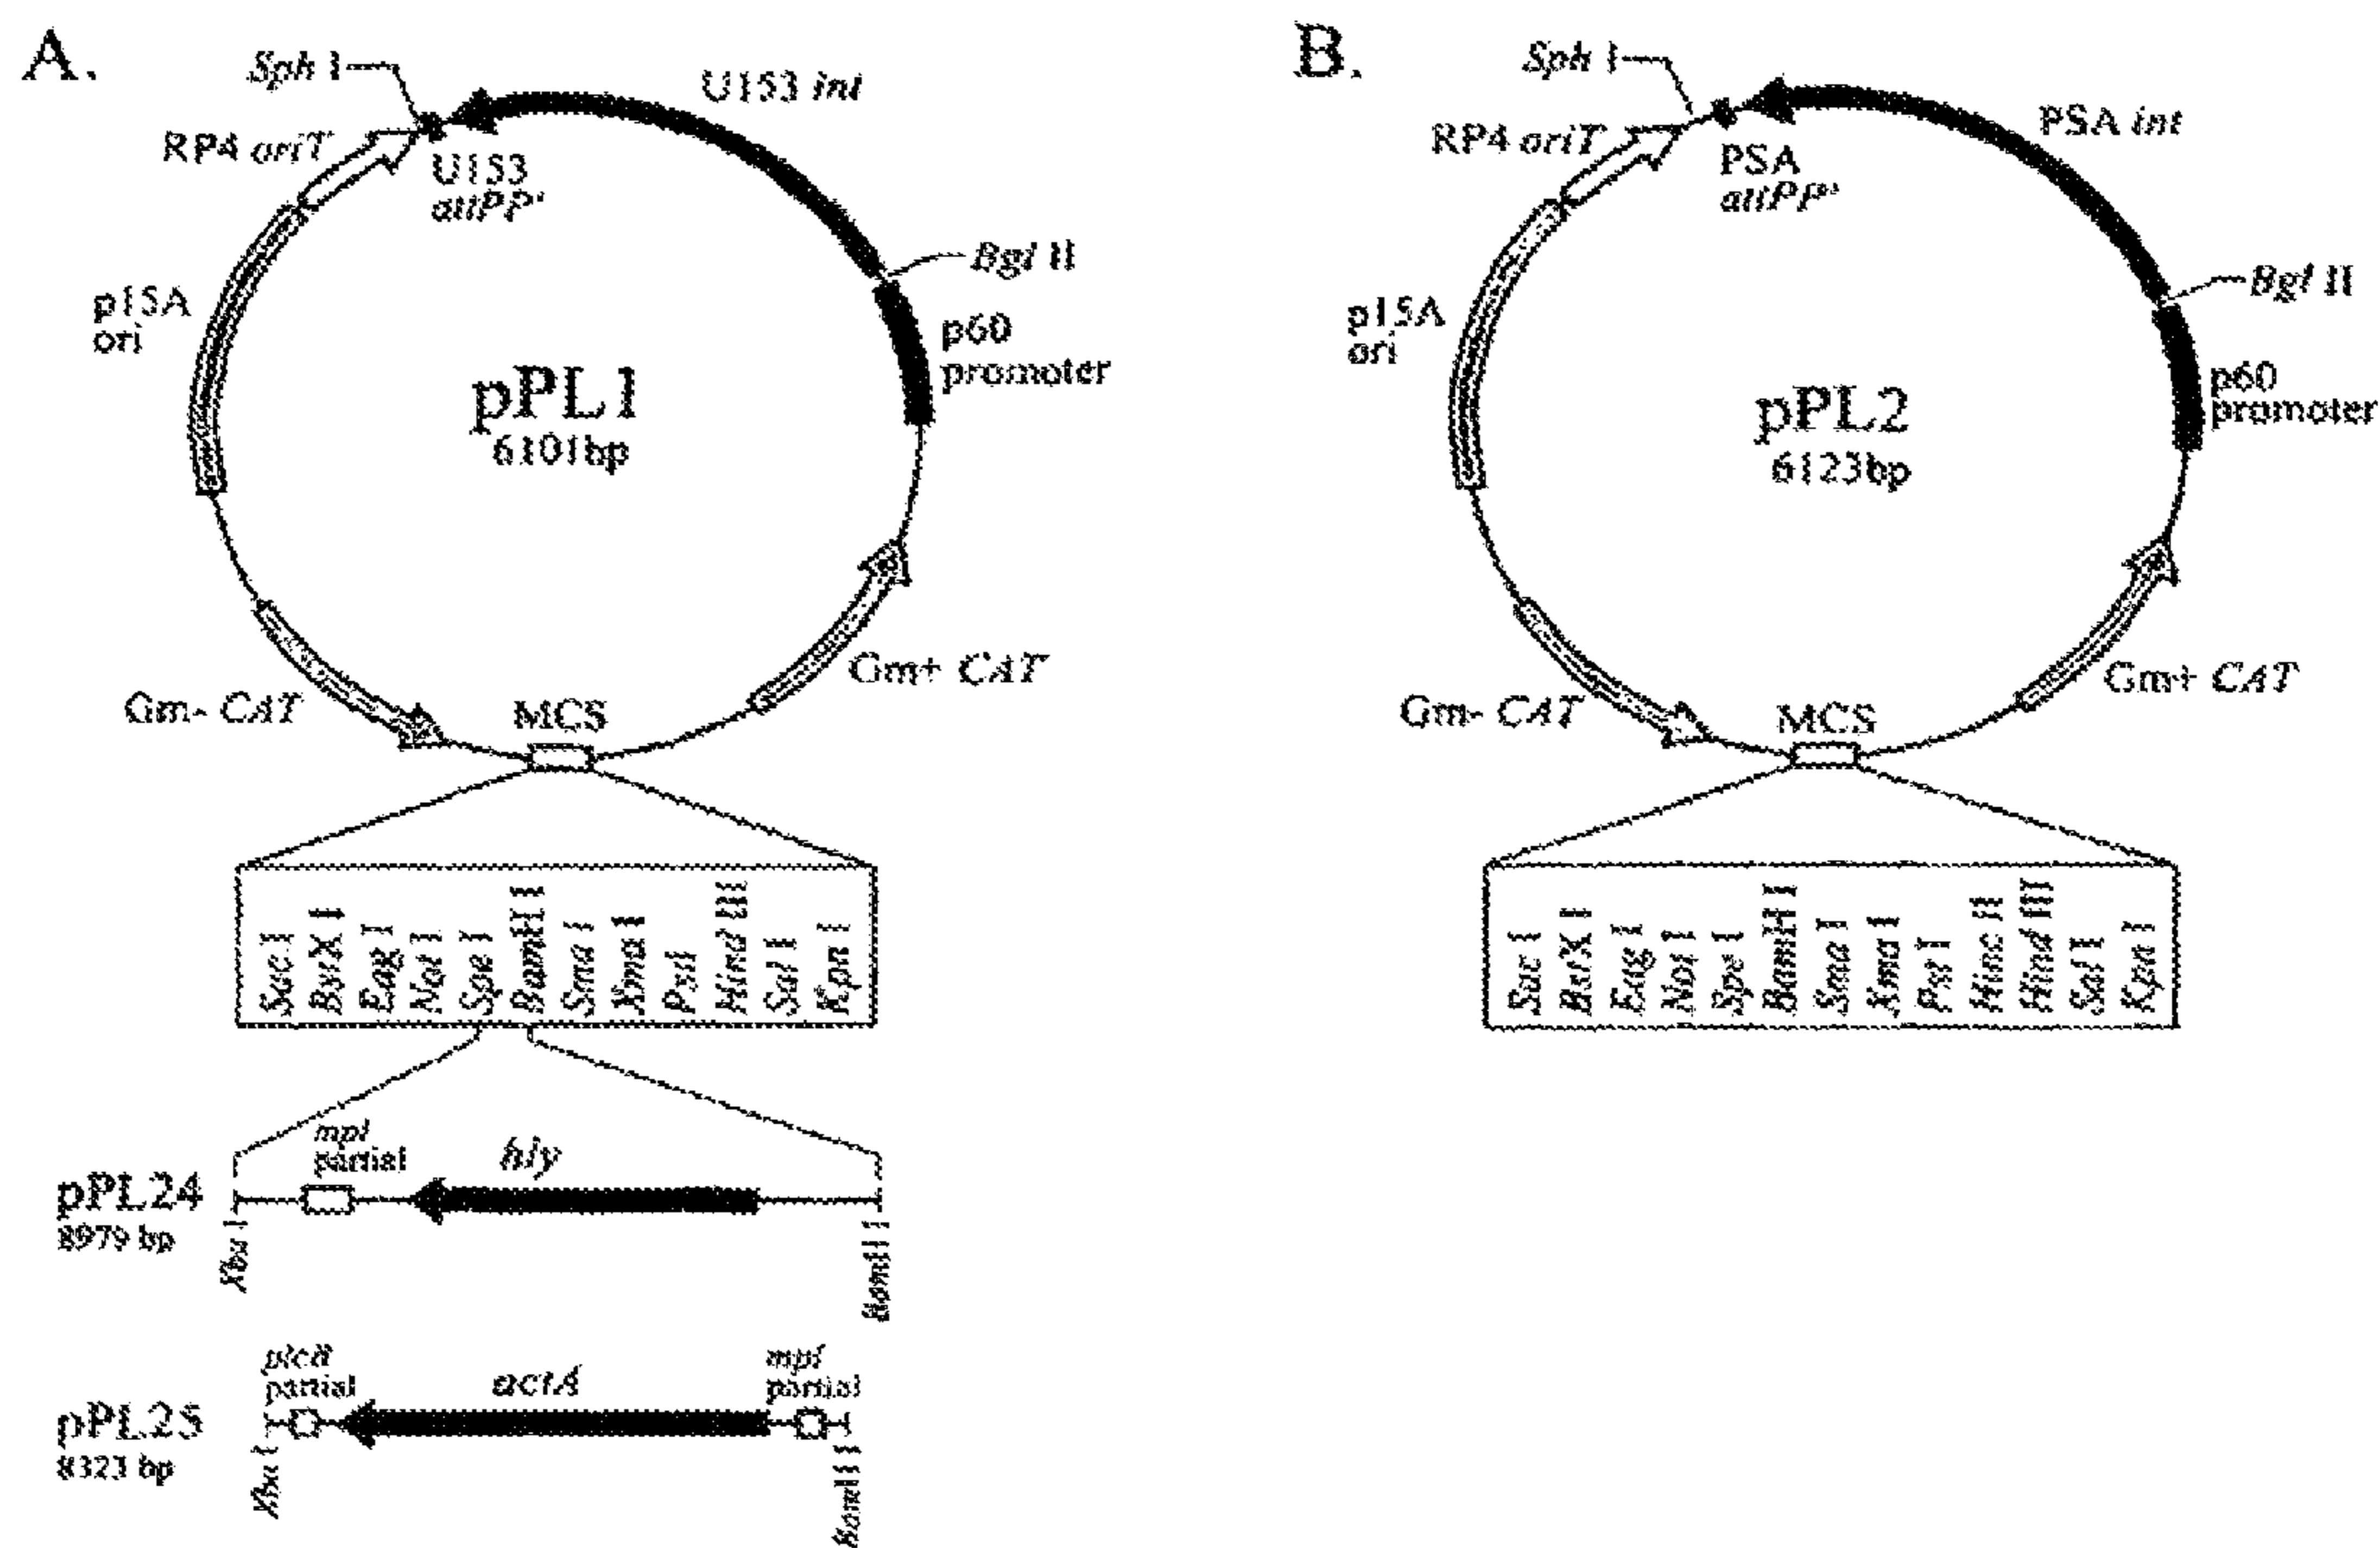 A.
Sph I
U153 int
RP4 oriT
U153
attPP'
Bgl II
p15A
ori
p60
promoter
pPL1
6101bp
Gm+ CAT
Gm- CAT
MCS
Sac I
BstX I
Eag I
Not I
Spe I
BamH I
Sma I
Xma I
Pst I
Hind III
Sal I
Kpn I
mpl
partial
hly
pPL24
8979 bp
Xba I
BamH I
plcB
partial
actA
mpl
partial
pPL25
8323 bp
Xba I
BamH I
B.
Sph I
PSA int
RP4 oriT
PSA
attPP'
Bgl II
p15A
ori
p60
promoter
pPL2
6123bp
Gm+ CAT
Gm- CAT
MCS
Sac I
BstX I
Eag I
Not I
Spe I
BamH I
Sma I
Xma I
Pst I
Hinc II
Hind III
Sal I
Kpn I